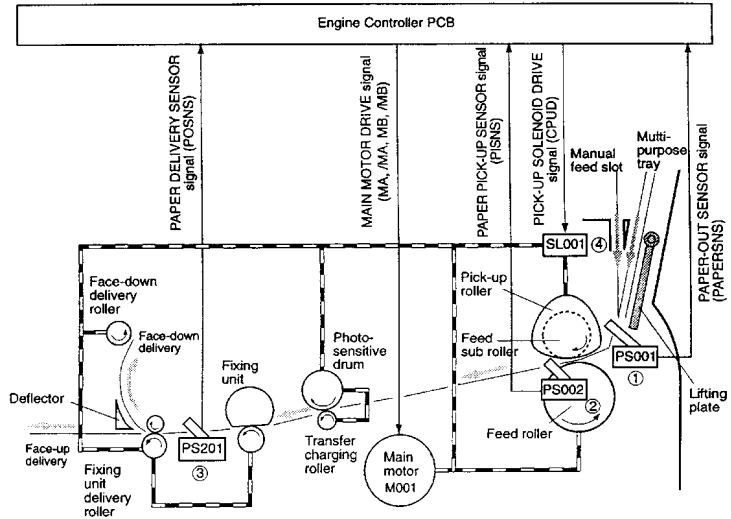 Engine Controller PCB
PAPER DELIVERY SENSOR
signal (POSNS)
MAIN MOTOR DRIVE signal
(MA, /MA, MB, /MB)
PAPER PICK-UP SENSOR signal
(PISNS)
PICK-UP SOLENOID DRIVE
signal (CPUD)
Manual
feed slot
Multi-
purpose
tray
PAPER-OUT SENSOR signal
(PAPERSNS)
SL001
④
Pick-up
roller
Feed
sub roller
PS001
①
Lifting
plate
PS002
②
Feed roller
Face-down
delivery
roller
Face-down
delivery
Fixing
unit
Photo-
sensitive
drum
Deflector
Face-up
delivery
PS201
③
Fixing
unit delivery
roller
Transfer
charging
roller
Main
motor
M001